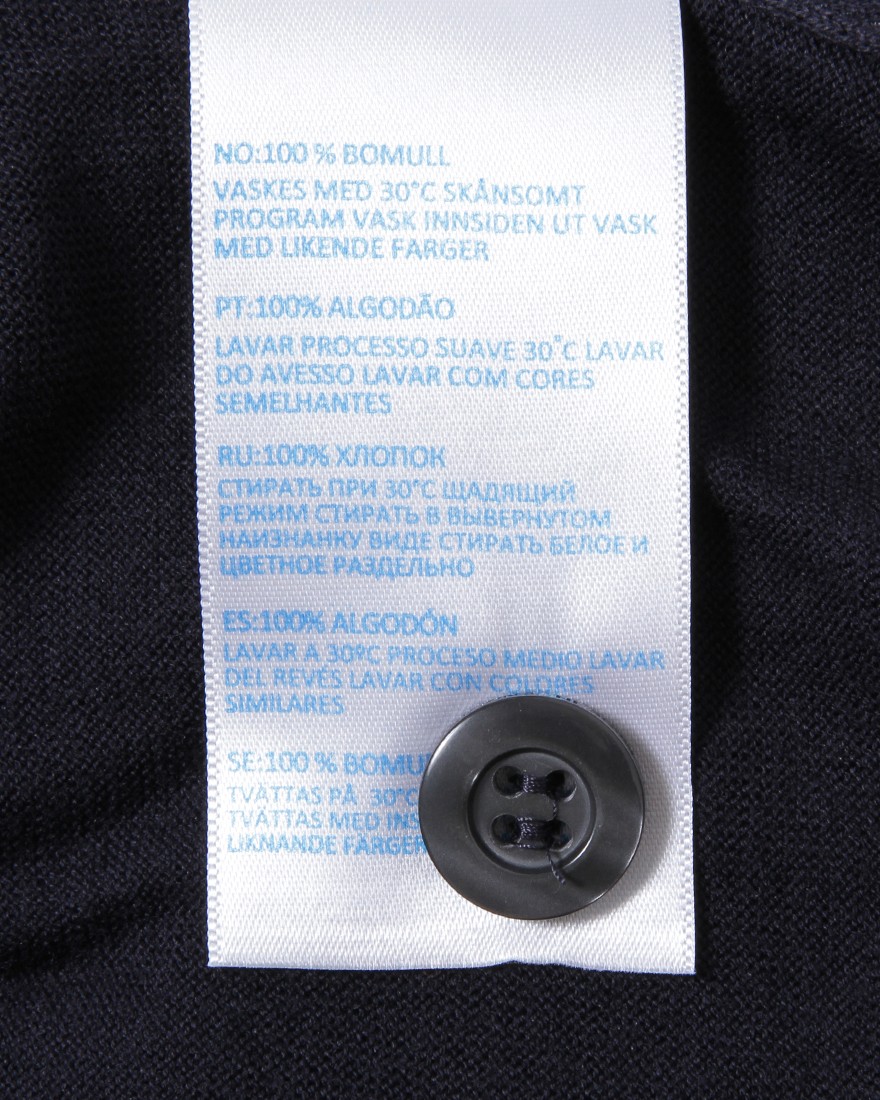 NO:100 % BOMULL
VASKES MED 30°C SKÅNSOMT
PROGRAM VASK INNSIDEN UT VASK
MED LIKENDE FARGER
PT:100% ALGODÃO
LAVAR PROCESSO SUAVE 30°C LAVAR
DO AVESSO LAVAR COM CORES
SEMELHANTES
RU:100% ХЛОПОК
СТИРАТЬ ПРИ 30°C ЩАДЯЩИЙ
РЕЖИМ СТИРАТЬ В ВЫВЕРНУТОМ
НАИЗНАНКУ ВИДЕ СТИРАТЬ БЕЛОЕ И
ЦВЕТНОЕ РАЗДЕЛЬНО
ES:100% ALGODÓN
LAVAR A 30ºC PROCESO MEDIO LAVAR
DEL REVÉS LAVAR CON COLORES
SIMILARES
SE:100 % BOMU
TVÄTTAS PÅ 30°C
TVÄTTAS MED INS
LIKNANDE FÄRGER